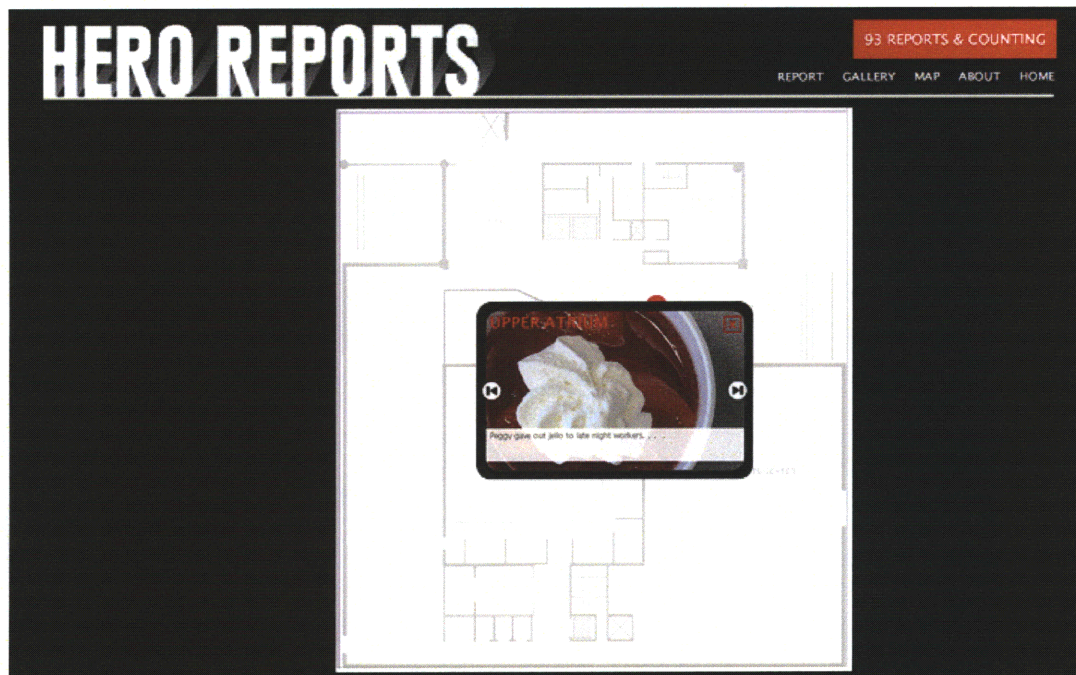 HERO REPORTS
93 REPORTS & COUNTING
REPORT GALLERY MAP ABOUT HOME
UPPER ATRIUM
Peggy gave out jello to late night workers. . . .